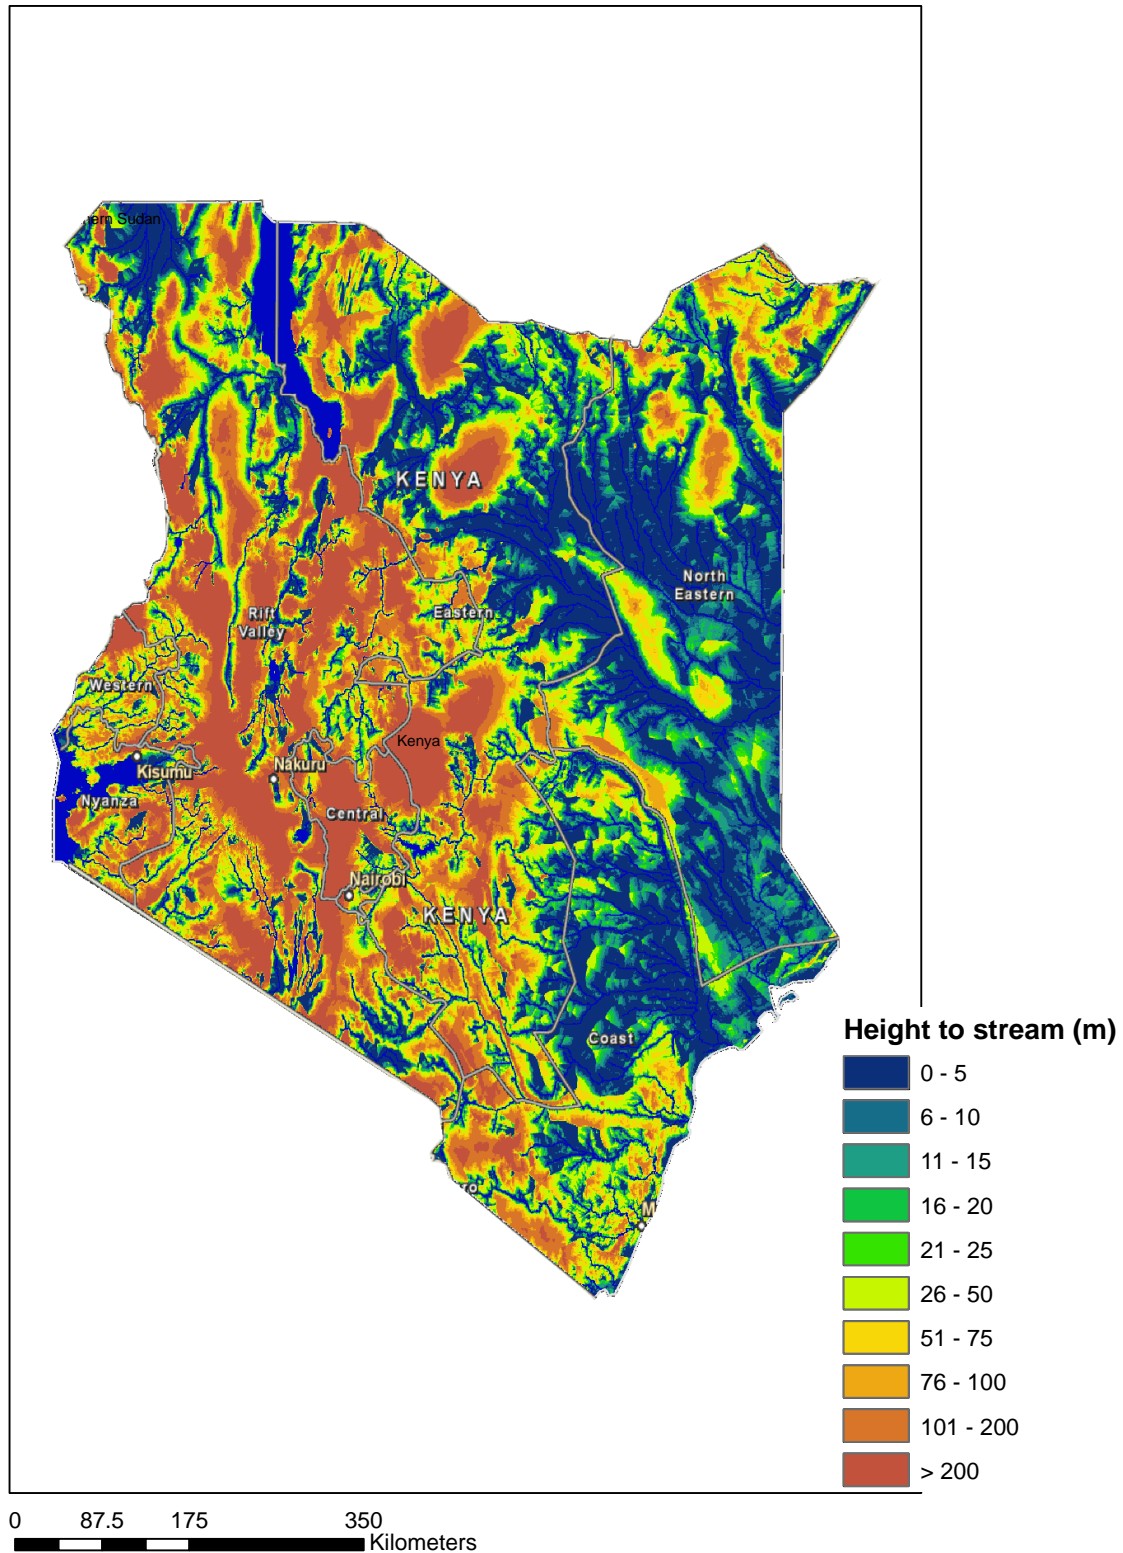 ern Sudan
KENYA
North
Eastern
Eastern
Rift
Valley
Western
Kenya
Kisumu
Nakuru
Nyanza
Central
Nairobi
KENYA
Coast
ro
M
Height to stream (m)
0 - 5
6 - 10
11 - 15
16 - 20
21 - 25
26 - 50
51 - 75
76 - 100
101 - 200
> 200
0 87.5 175 350
Kilometers